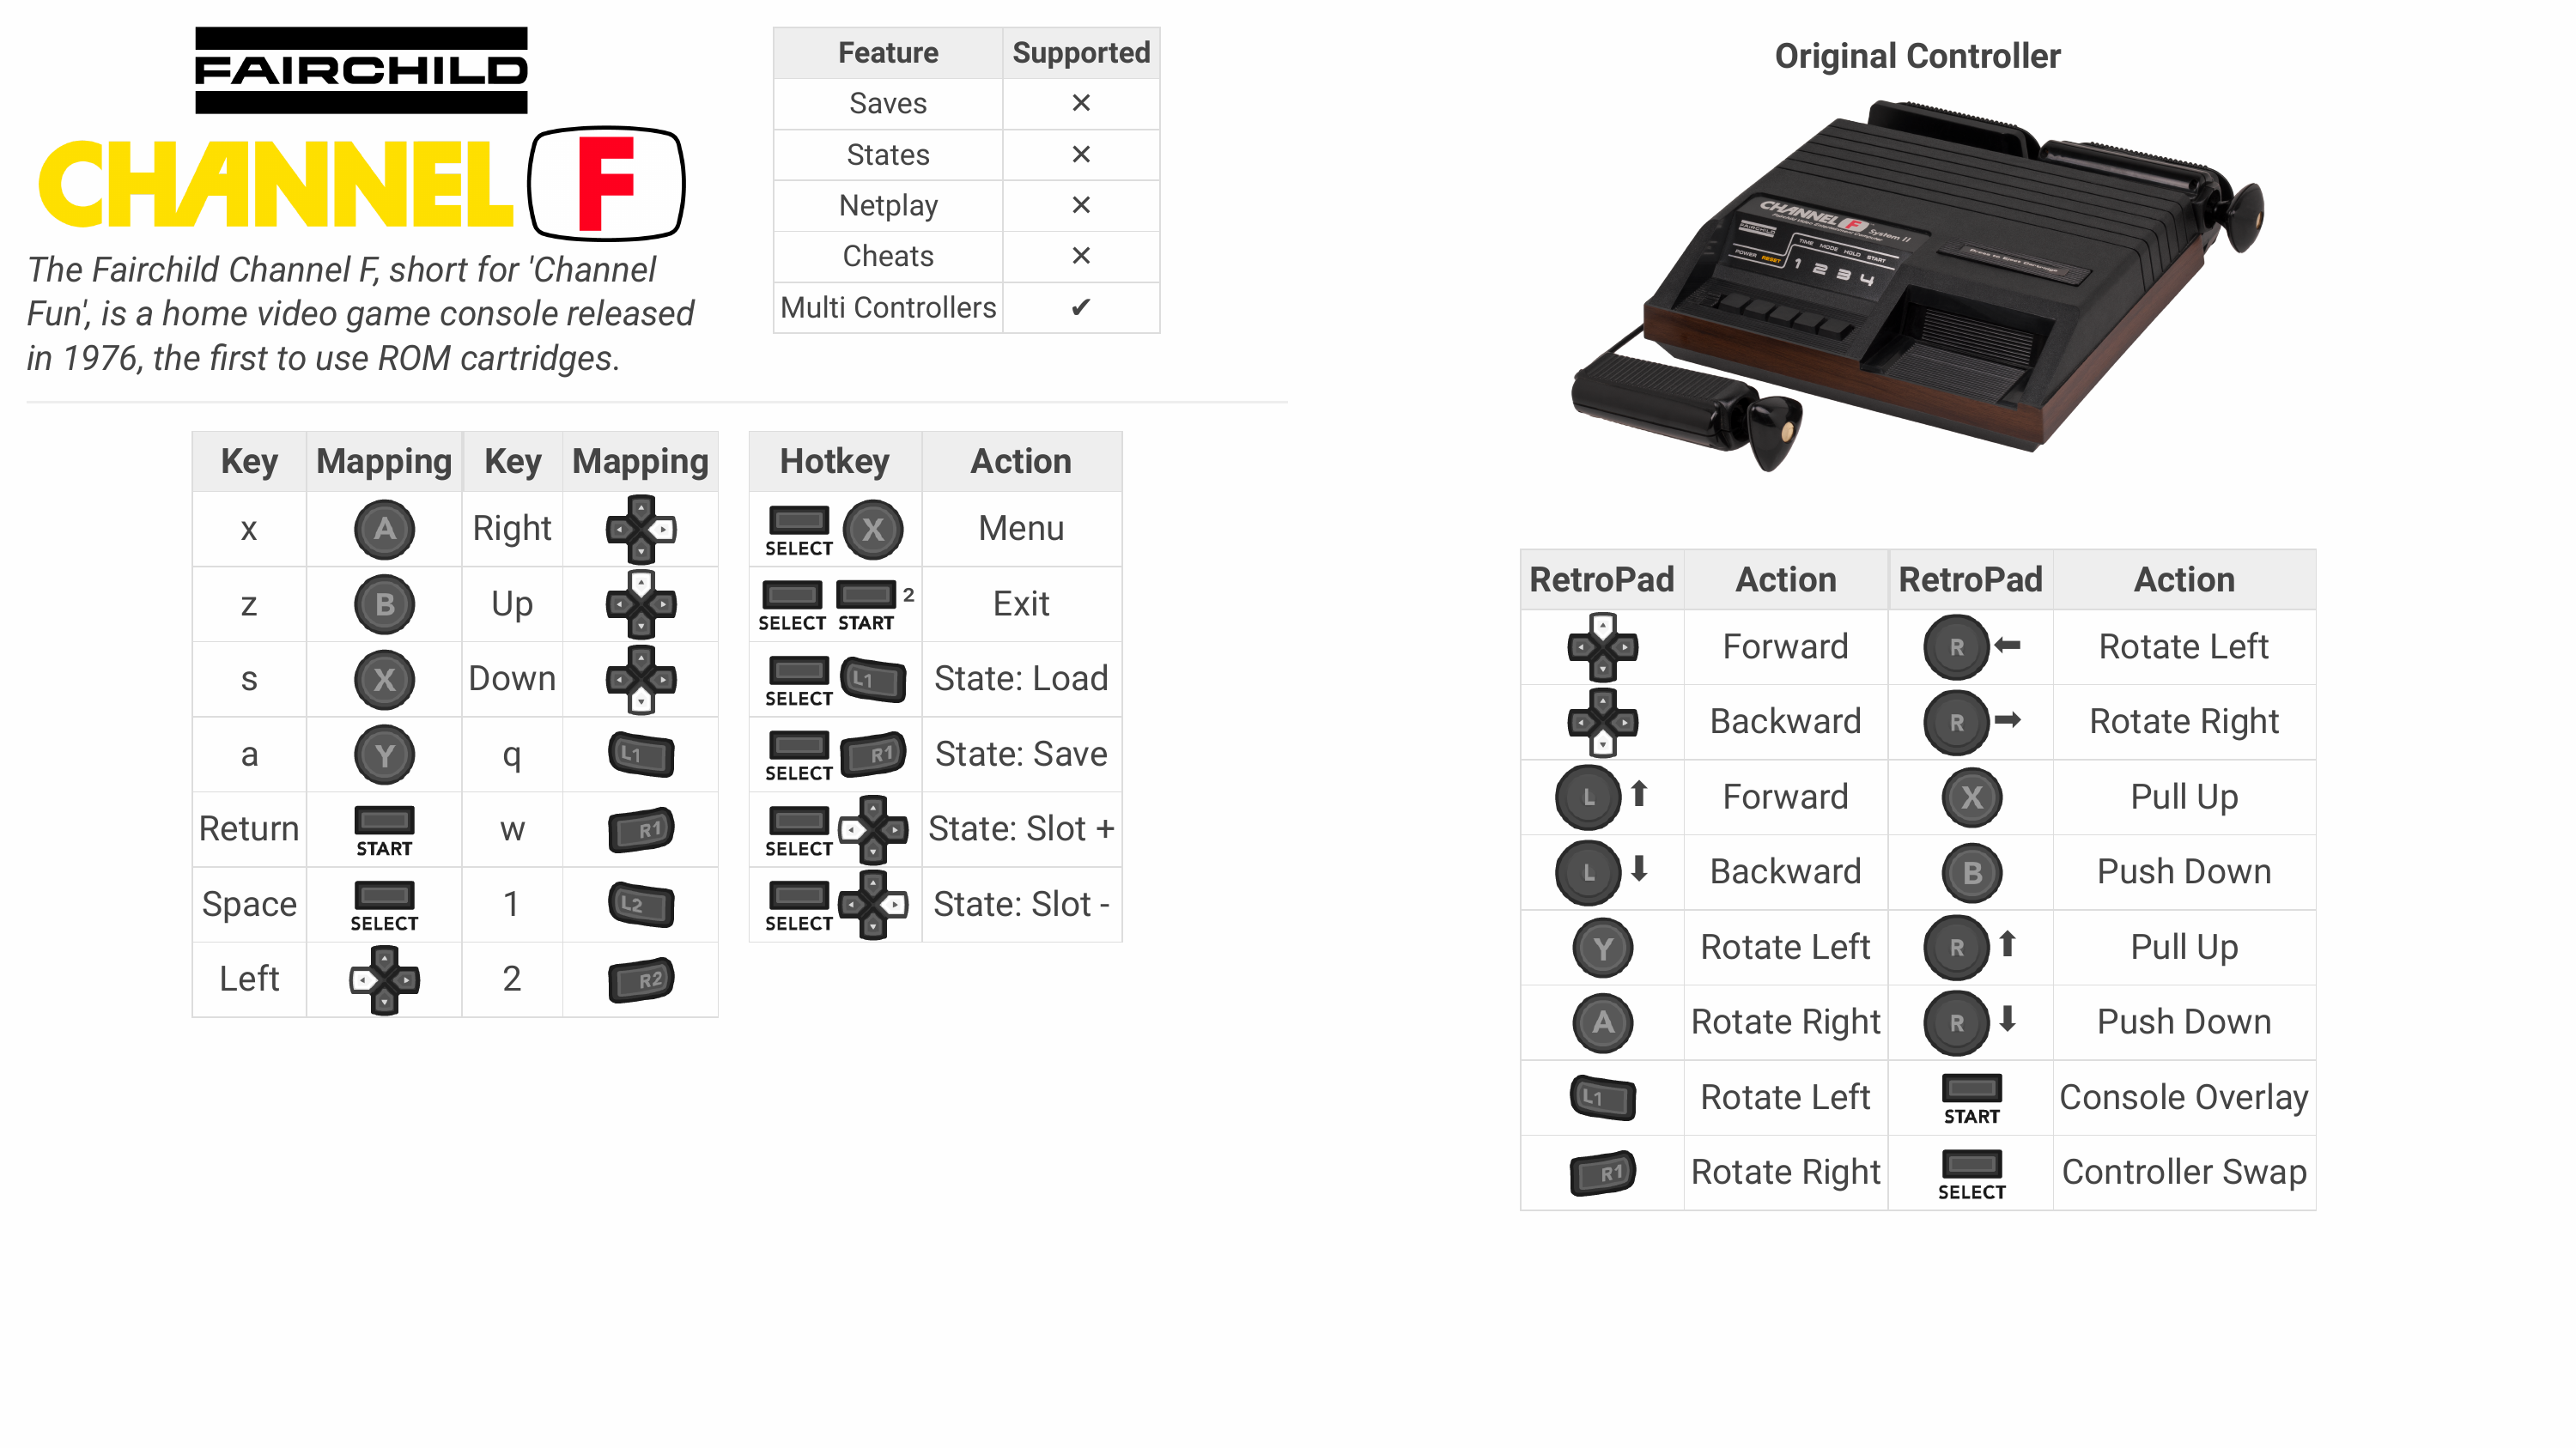 FAIRCHILD
CHANNEL F
The Fairchild Channel F, short for 'Channel
Fun', is a home video game console released
in 1976, the first to use ROM cartridges.
Feature Supported
Saves ✕
States ✕
Netplay ✕
Cheats ✕
Multi Controllers ✔
Key Mapping Key Mapping
x A Right
z B Up
s X Down
a Y q L1
Return START w R1
Space SELECT 1 L2
Left 2 R2
Hotkey Action
SELECT X Menu
SELECT START 2 Exit
SELECT L1 State: Load
SELECT R1 State: Save
SELECT State: Slot +
SELECT State: Slot -
Original Controller
CHANNEL F System II
FAIRCHILD
TIME MODE HOLD START
POWER RESET 1 2 3 4
RetroPad Action RetroPad Action
Forward R ⬅ Rotate Left
Backward R ➡ Rotate Right
L ⬆ Forward X Pull Up
L ⬇ Backward B Push Down
Y Rotate Left R ⬆ Pull Up
A Rotate Right R ⬇ Push Down
L1 Rotate Left START Console Overlay
R1 Rotate Right SELECT Controller Swap